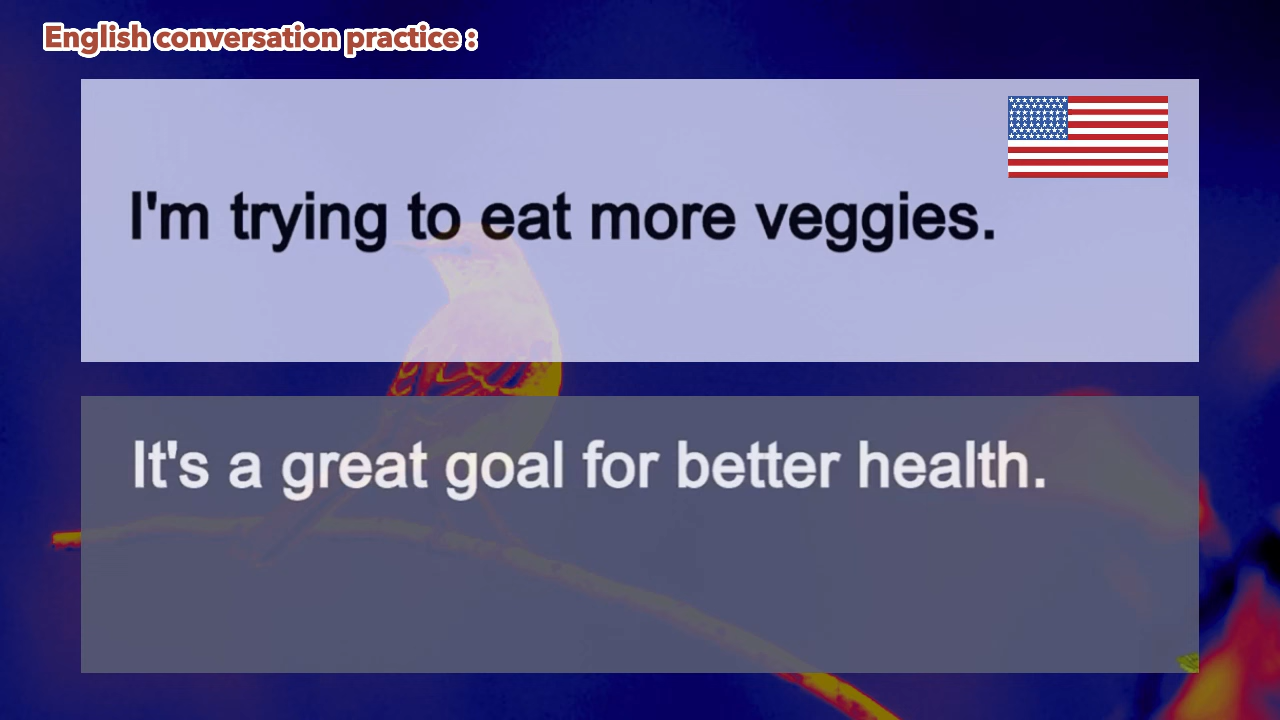 English conversation practice :
I'm trying to eat more veggies.
It's a great goal for better health.